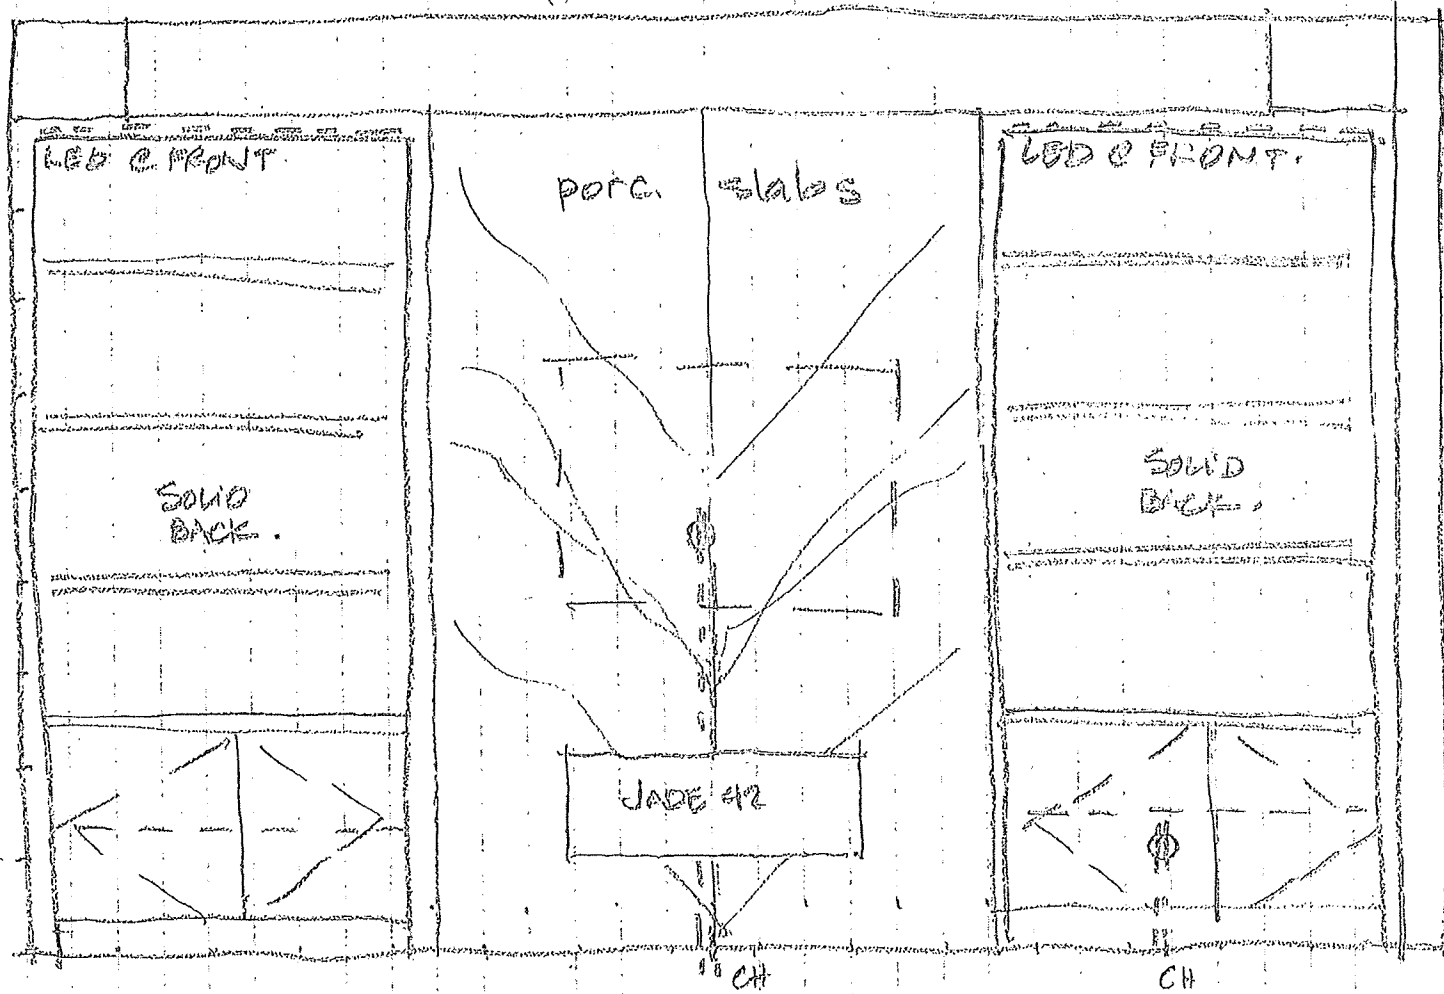 LED @ FRONT
porc. slabs
LED @ FRONT.
SOLID
BACK.
SOLID
BACK.
JADE 42
CH
CH